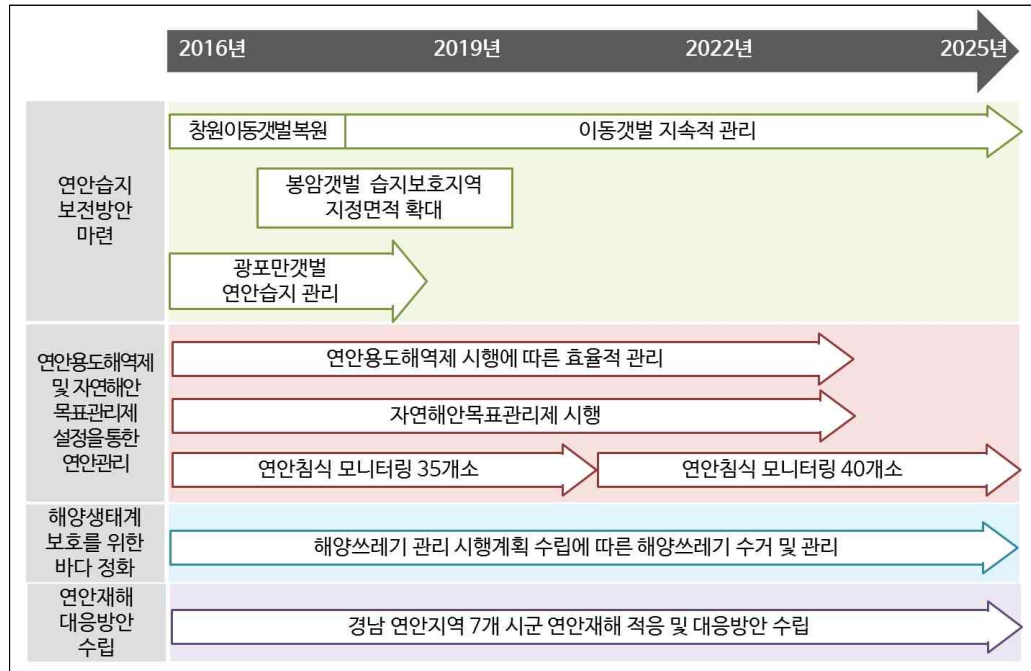 2016년 2019년 2022년 2025년
연안습지
보전방안
마련
창원이동갯벌복원 이동갯벌 지속적 관리
봉암갯벌 습지보호지역
지정면적 확대
광포만갯벌
연안습지 관리
연안용도해역제
및 자연해안
목표관리제
설정을통한
연안관리
연안용도해역제 시행에 따른 효율적 관리
자연해안목표관리제 시행
연안침식 모니터링 35개소 연안침식 모니터링 40개소
해양생태계
보호를 위한
바다 정화
해양쓰레기 관리 시행계획 수립에 따른 해양쓰레기 수거 및 관리
연안재해
대응방안
수립
경남 연안지역 7개 시군 연안재해 적응 및 대응방안 수립